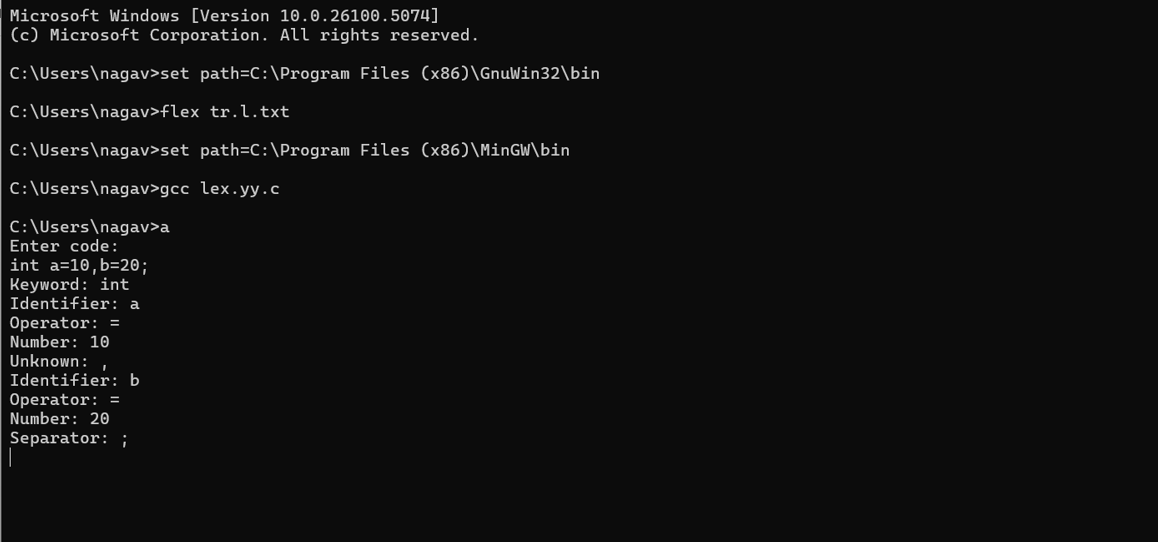 Microsoft Windows [Version 10.0.26100.5074]
(c) Microsoft Corporation. All rights reserved.
C:\Users\nagav>set path=C:\Program Files (x86)\GnuWin32\bin
C:\Users\nagav>flex tr.l.txt
C:\Users\nagav>set path=C:\Program Files (x86)\MinGW\bin
C:\Users\nagav>gcc lex.yy.c
C:\Users\nagav>a
Enter code:
int a=10,b=20;
Keyword: int
Identifier: a
Operator: =
Number: 10
Unknown: ,
Identifier: b
Operator: =
Number: 20
Separator: ;